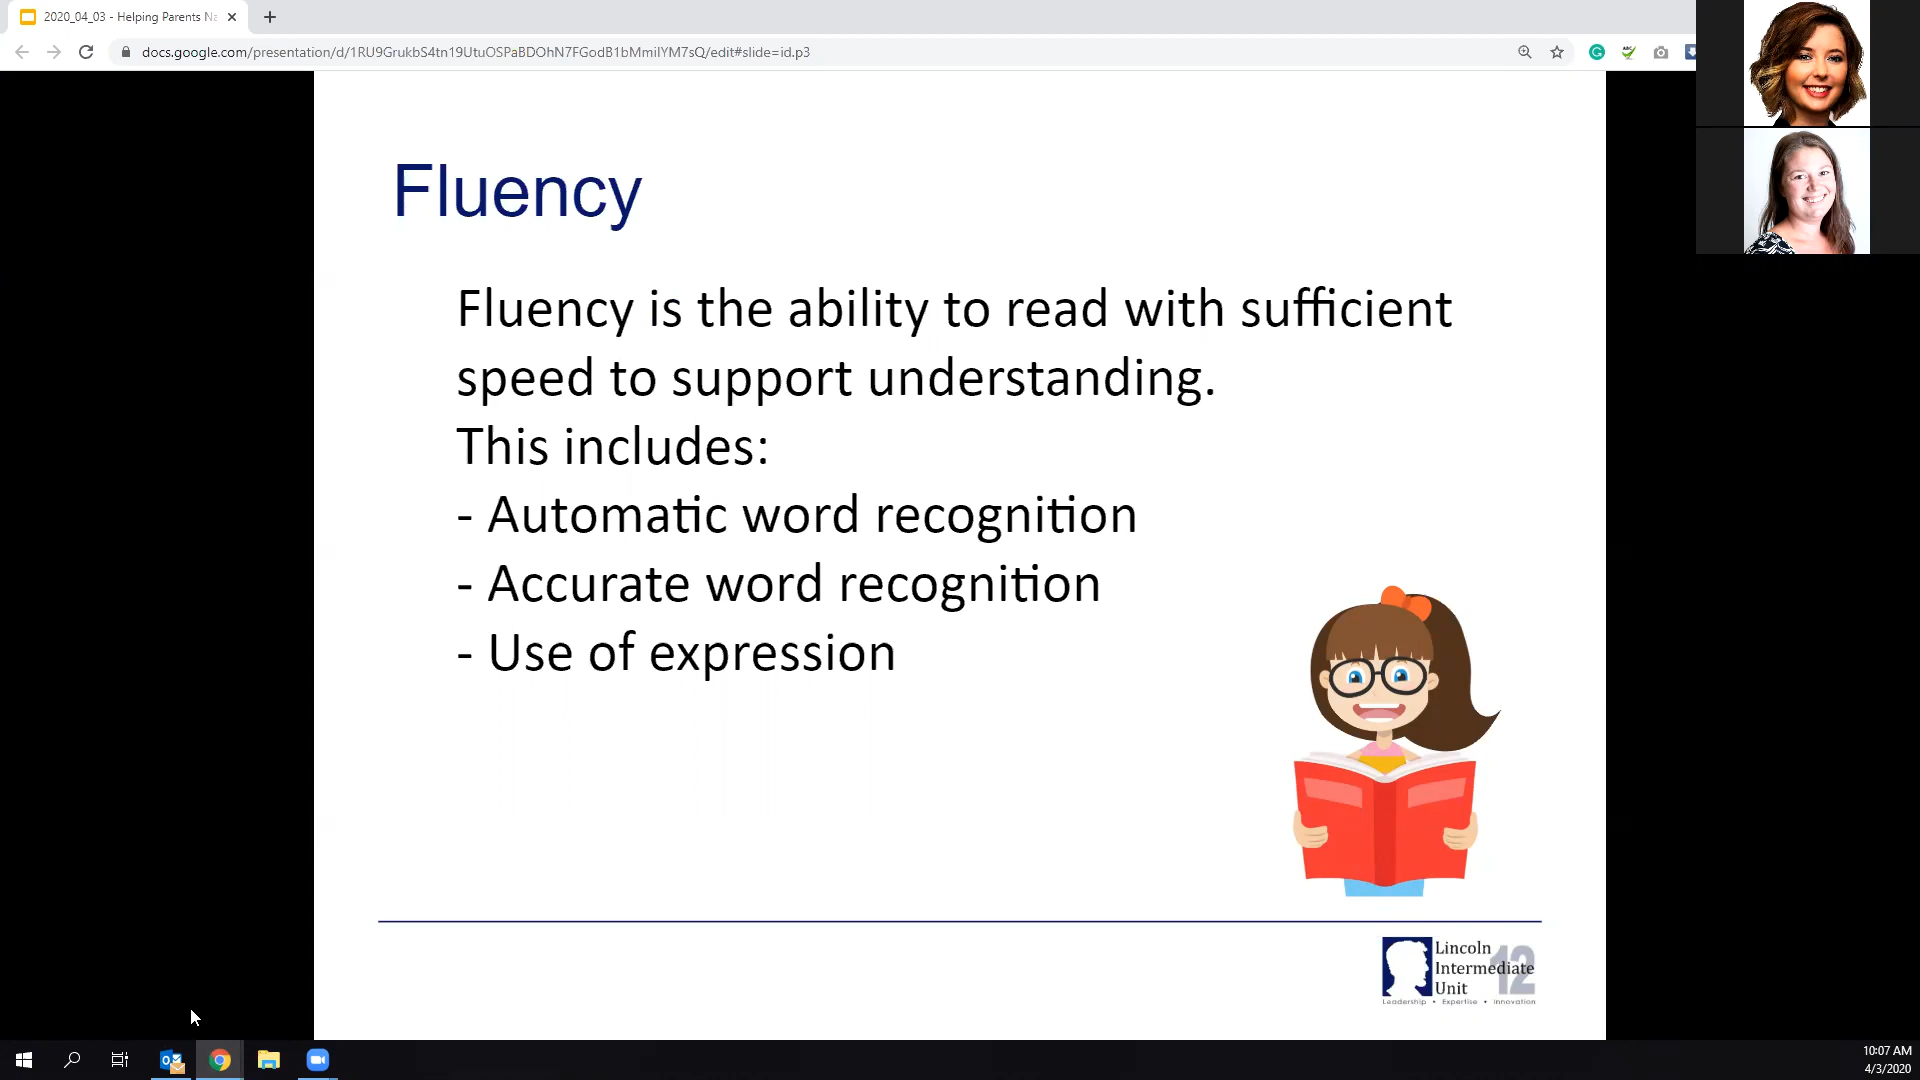 2020_04_03 - Helping Parents Na
docs.google.com/presentation/d/1RU9GrukbS4tn19UtuOSPaBDOhN7FGodB1bMmilYM7sQ/edit#slide=id.p3
Fluency
Fluency is the ability to read with sufficient
speed to support understanding.
This includes:
- Automatic word recognition
- Accurate word recognition
- Use of expression
Lincoln
Intermediate
Unit
12
Leadership • Expertise • Innovation
10:07 AM
4/3/2020